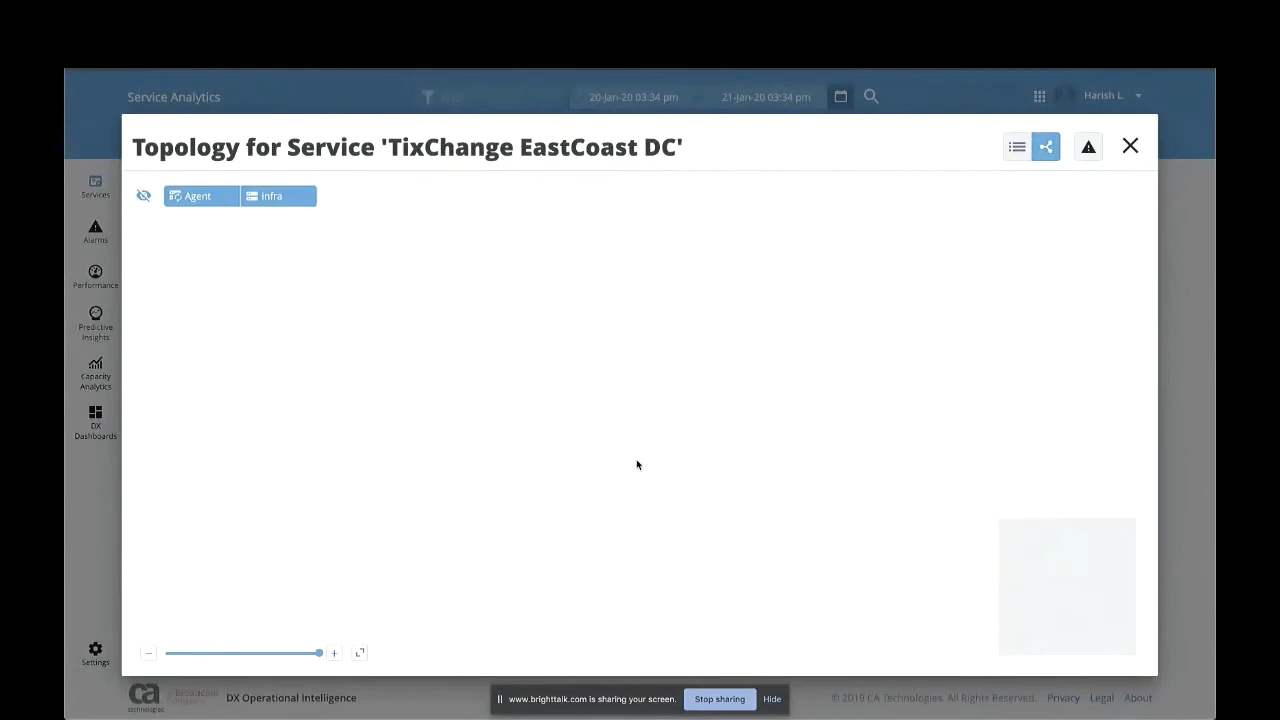 Service Analytics
20-Jan-20 03:34 pm
21-Jan-20 03:34 pm
Harish L.
Topology for Service 'TixChange EastCoast DC'
Agent
Infra
Services
Alarms
Performance
Predictive
Insights
Capacity
Analytics
DX
Dashboards
Settings
ca
technologies
DX Operational Intelligence
www.brighttalk.com is sharing your screen.
Stop sharing
Hide
© 2019 CA Technologies. All Rights Reserved.
Privacy
Legal
About